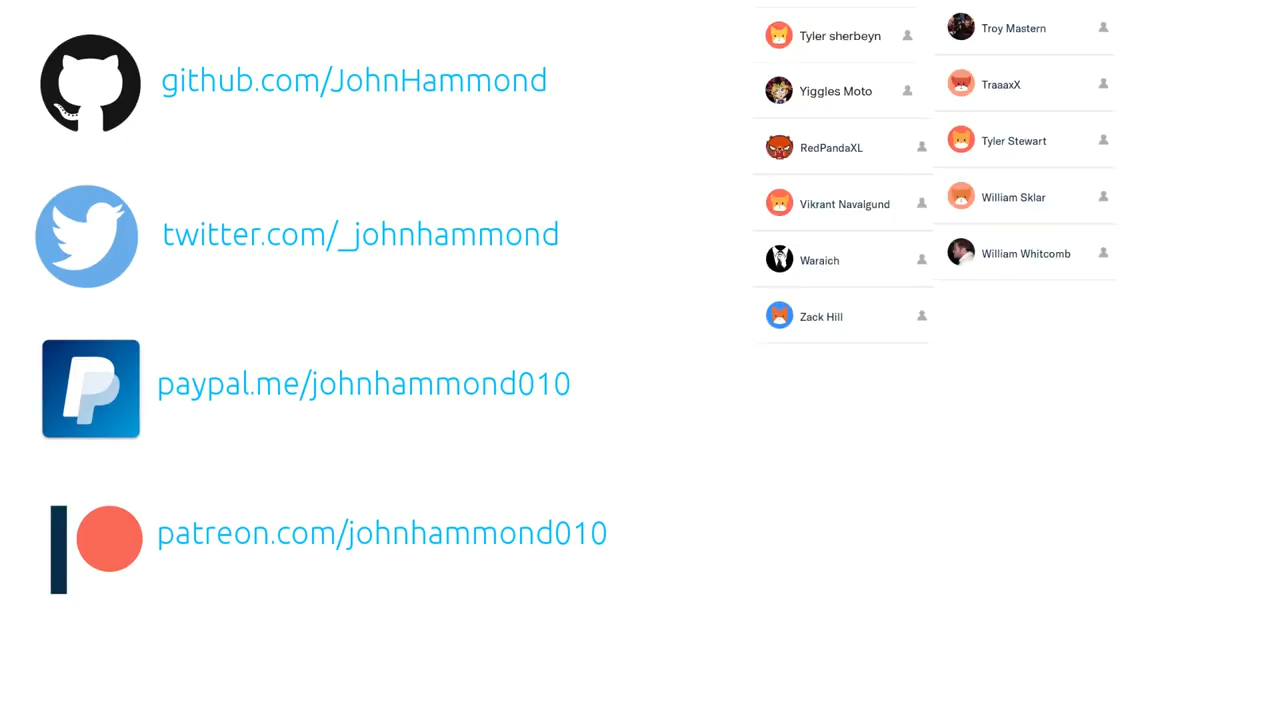 github.com/JohnHammond
twitter.com/_johnhammond
paypal.me/johnhammond010
patreon.com/johnhammond010
Tyler sherbeyn
Yiggles Moto
RedPandaXL
Vikrant Navalgund
Waraich
Zack Hill
Troy Mastern
TraaaxX
Tyler Stewart
William Sklar
William Whitcomb